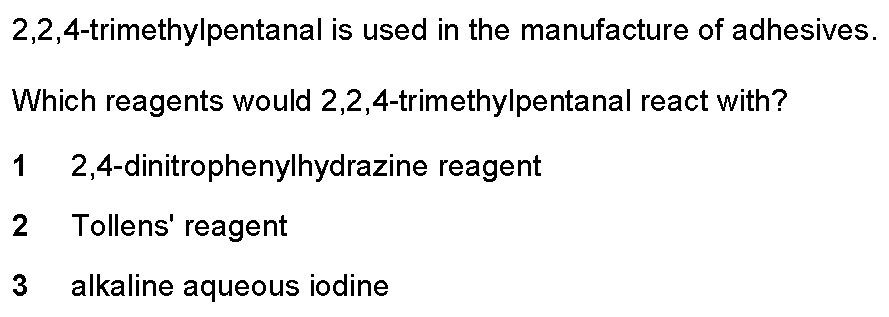 2,2,4-trimethylpentanal is used in the manufacture of adhesives.
Which reagents would 2,2,4-trimethylpentanal react with?
1 2,4-dinitrophenylhydrazine reagent
2 Tollens' reagent
3 alkaline aqueous iodine